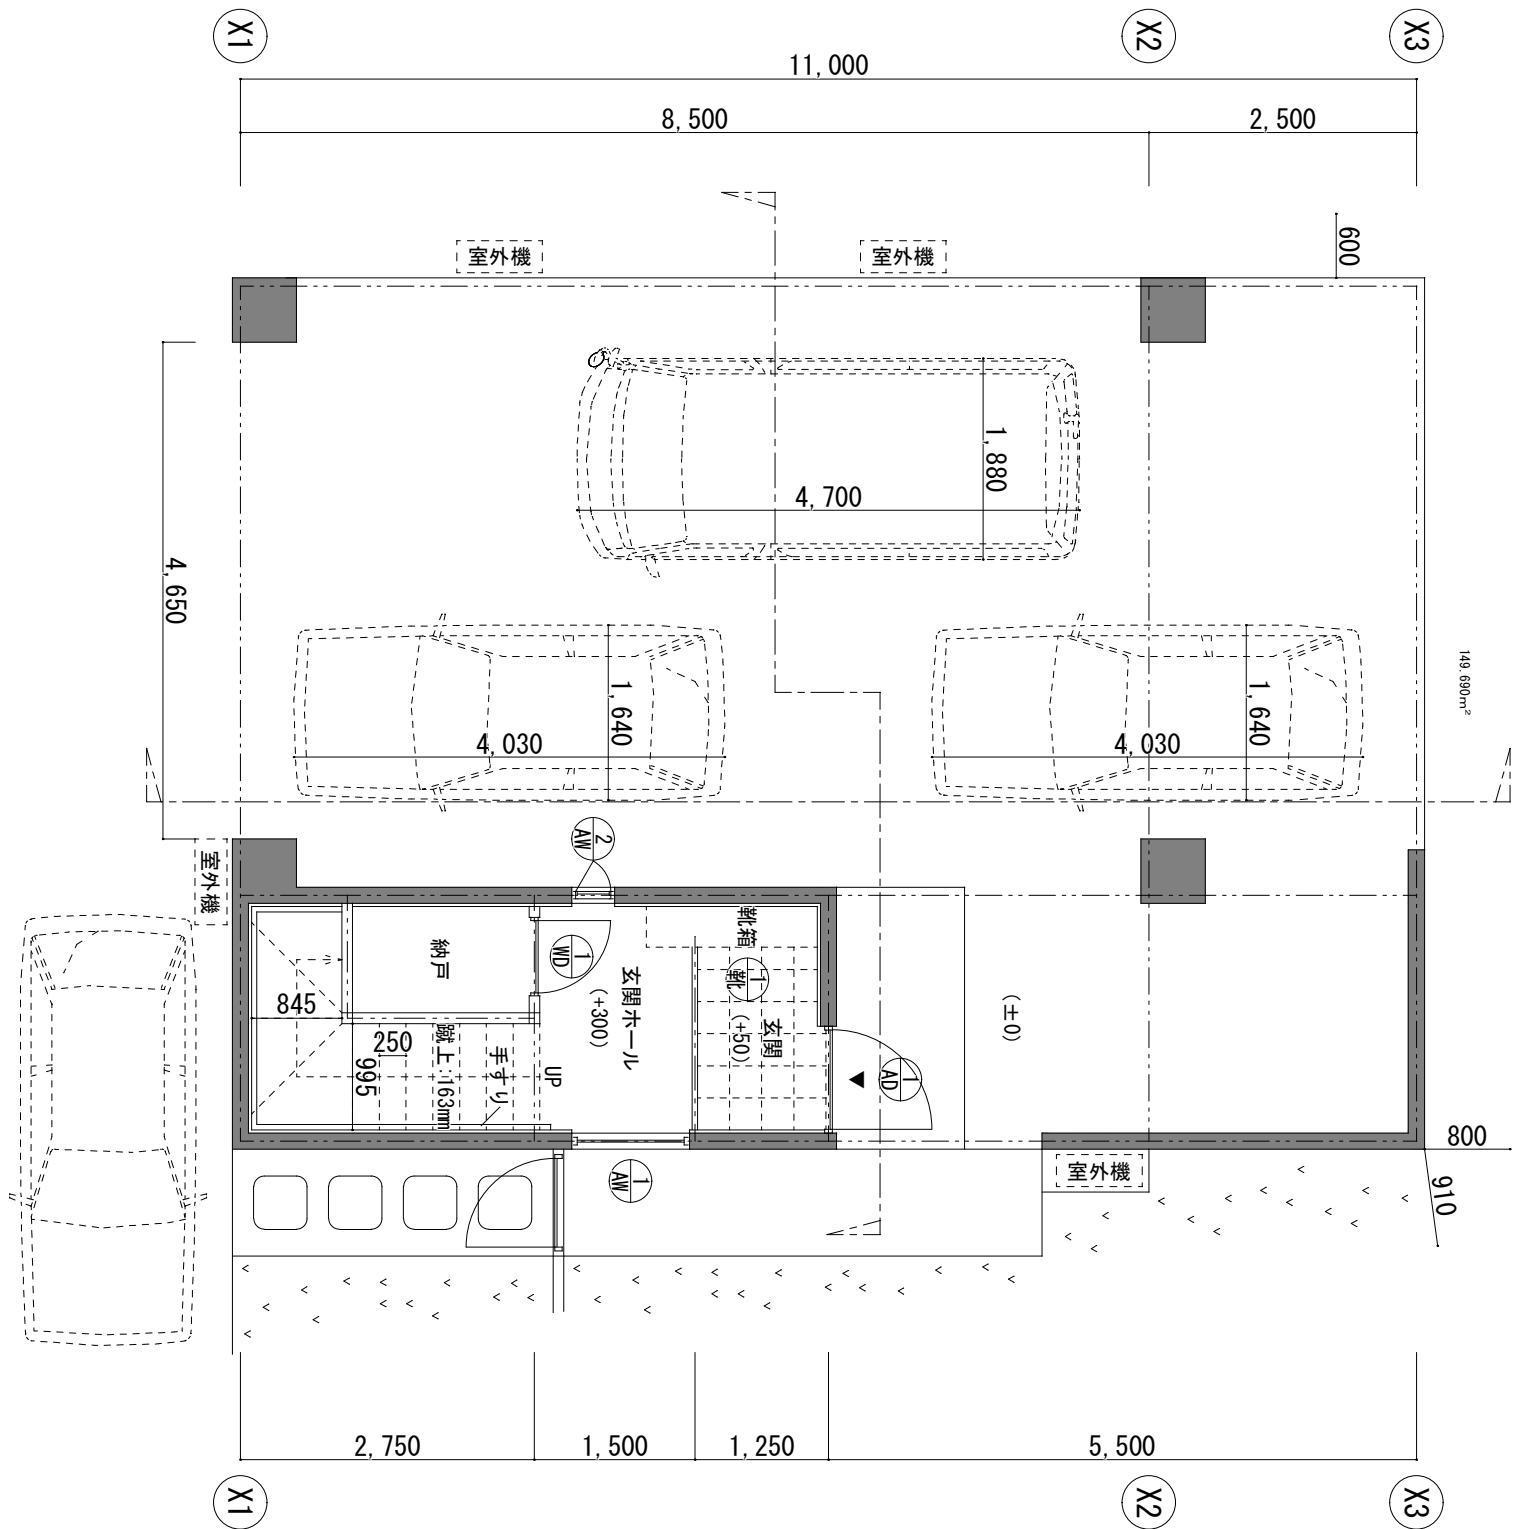 X1
X2
X3
11,000
8,500
2,500
600
室外機
室外機
1,880
4,700
4,650
1,640
4,030
1,640
4,030
149.690m²
室外機
2
AW
納戸
1
WD
玄関ホール
(+300)
靴箱
1
靴
玄関
(+50)
1
AD
(±0)
845
250
995
蹴上:163mm
手すり
UP
1
AW
室外機
800
910
2,750
1,500
1,250
5,500
X1
X2
X3